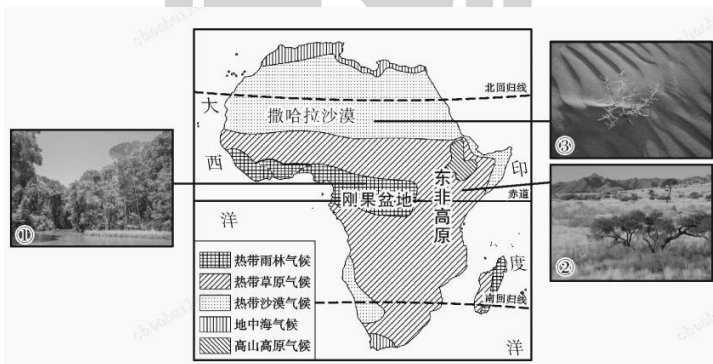 大
西
洋
北回归线
撒哈拉沙漠
③
印
度
洋
东非高原
刚果盆地
赤道
①
②
南回归线
热带雨林气候
热带草原气候
热带沙漠气候
地中海气候
高山高原气候